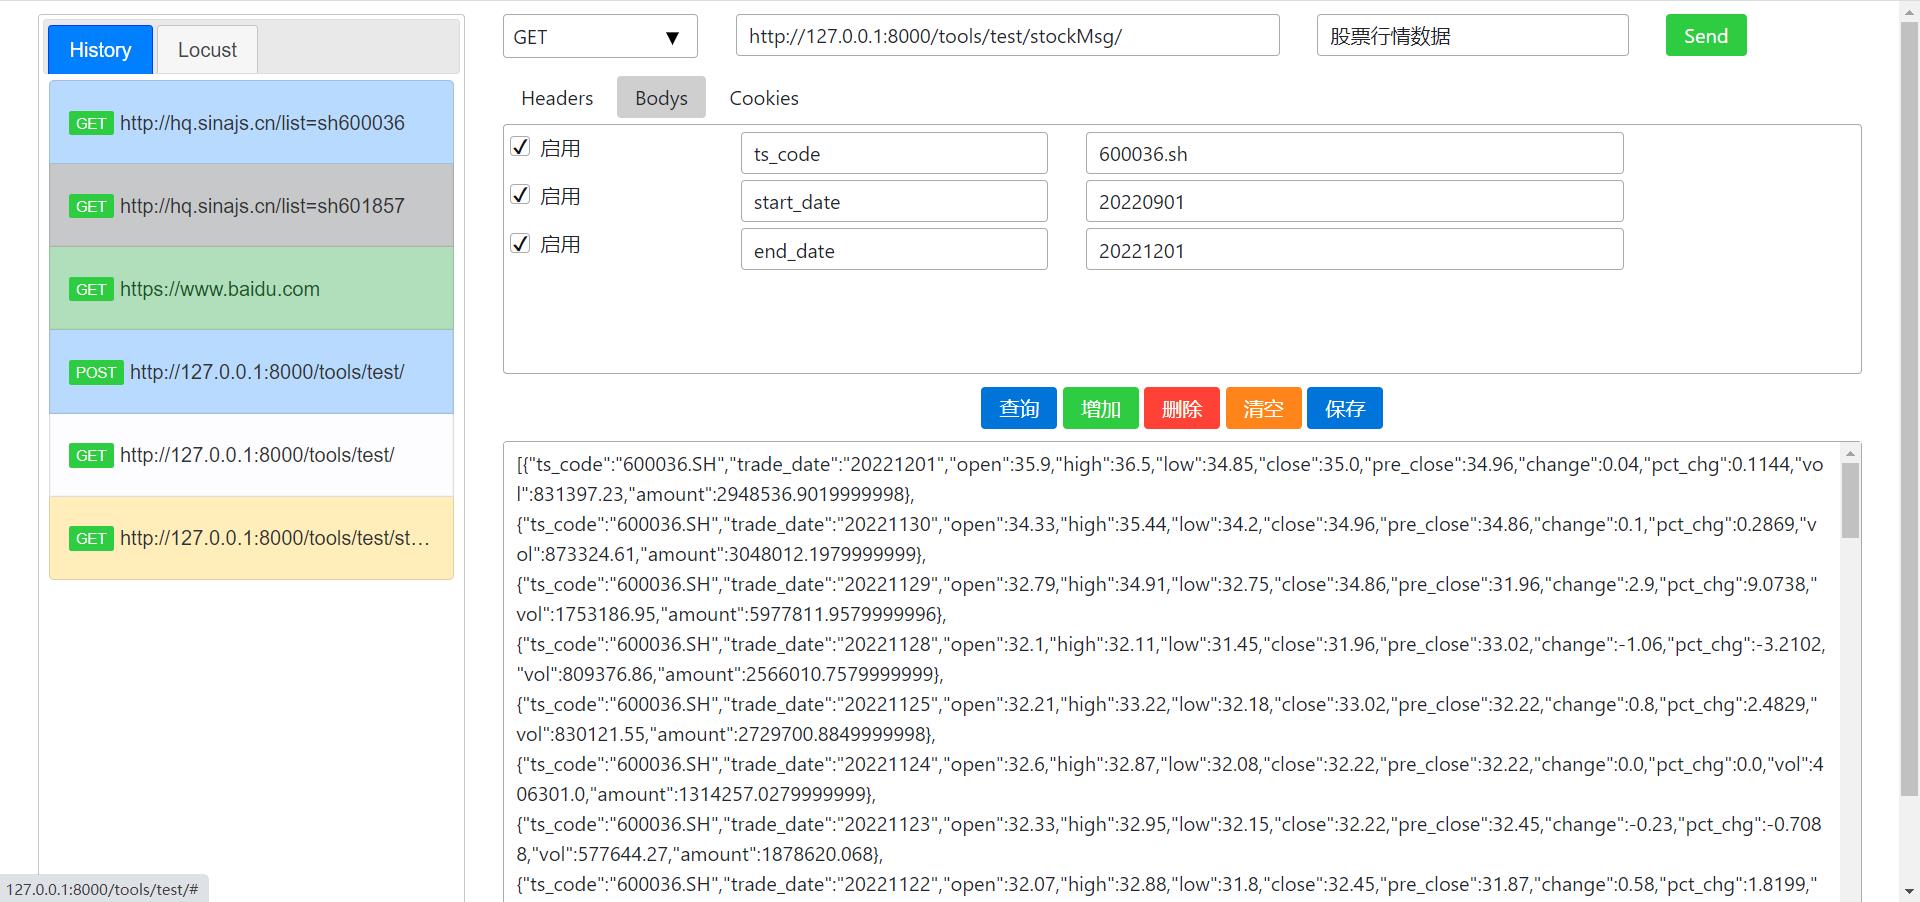 History
Locust
GET http://hq.sinajs.cn/list=sh600036
GET http://hq.sinajs.cn/list=sh601857
GET https://www.baidu.com
POST http://127.0.0.1:8000/tools/test/
GET http://127.0.0.1:8000/tools/test/
GET http://127.0.0.1:8000/tools/test/st...
GET ▼
http://127.0.0.1:8000/tools/test/stockMsg/
股票行情数据
Send
Headers
Bodys
Cookies
启用 ts_code 600036.sh
启用 start_date 20220901
启用 end_date 20221201
查询 增加 删除 清空 保存
[{"ts_code":"600036.SH","trade_date":"20221201","open":35.9,"high":36.5,"low":34.85,"close":35.0,"pre_close":34.96,"change":0.04,"pct_chg":0.1144,"vo
l":831397.23,"amount":2948536.9019999998},
{"ts_code":"600036.SH","trade_date":"20221130","open":34.33,"high":35.44,"low":34.2,"close":34.96,"pre_close":34.86,"change":0.1,"pct_chg":0.2869,"v
ol":873324.61,"amount":3048012.1979999999},
{"ts_code":"600036.SH","trade_date":"20221129","open":32.79,"high":34.91,"low":32.75,"close":34.86,"pre_close":31.96,"change":2.9,"pct_chg":9.0738,"
vol":1753186.95,"amount":5977811.9579999996},
{"ts_code":"600036.SH","trade_date":"20221128","open":32.1,"high":32.11,"low":31.45,"close":31.96,"pre_close":33.02,"change":-1.06,"pct_chg":-3.2102,
"vol":809376.86,"amount":2566010.7579999999},
{"ts_code":"600036.SH","trade_date":"20221125","open":32.21,"high":33.22,"low":32.18,"close":33.02,"pre_close":32.22,"change":0.8,"pct_chg":2.4829,"
vol":830121.55,"amount":2729700.8849999998},
{"ts_code":"600036.SH","trade_date":"20221124","open":32.6,"high":32.87,"low":32.08,"close":32.22,"pre_close":32.22,"change":0.0,"pct_chg":0.0,"vol":4
06301.0,"amount":1314257.0279999999},
{"ts_code":"600036.SH","trade_date":"20221123","open":32.33,"high":32.95,"low":32.15,"close":32.22,"pre_close":32.45,"change":-0.23,"pct_chg":-0.708
8,"vol":577644.27,"amount":1878620.068},
{"ts_code":"600036.SH","trade_date":"20221122","open":32.07,"high":32.88,"low":31.8,"close":32.45,"pre_close":31.87,"change":0.58,"pct_chg":1.8199,"
127.0.0.1:8000/tools/test/#